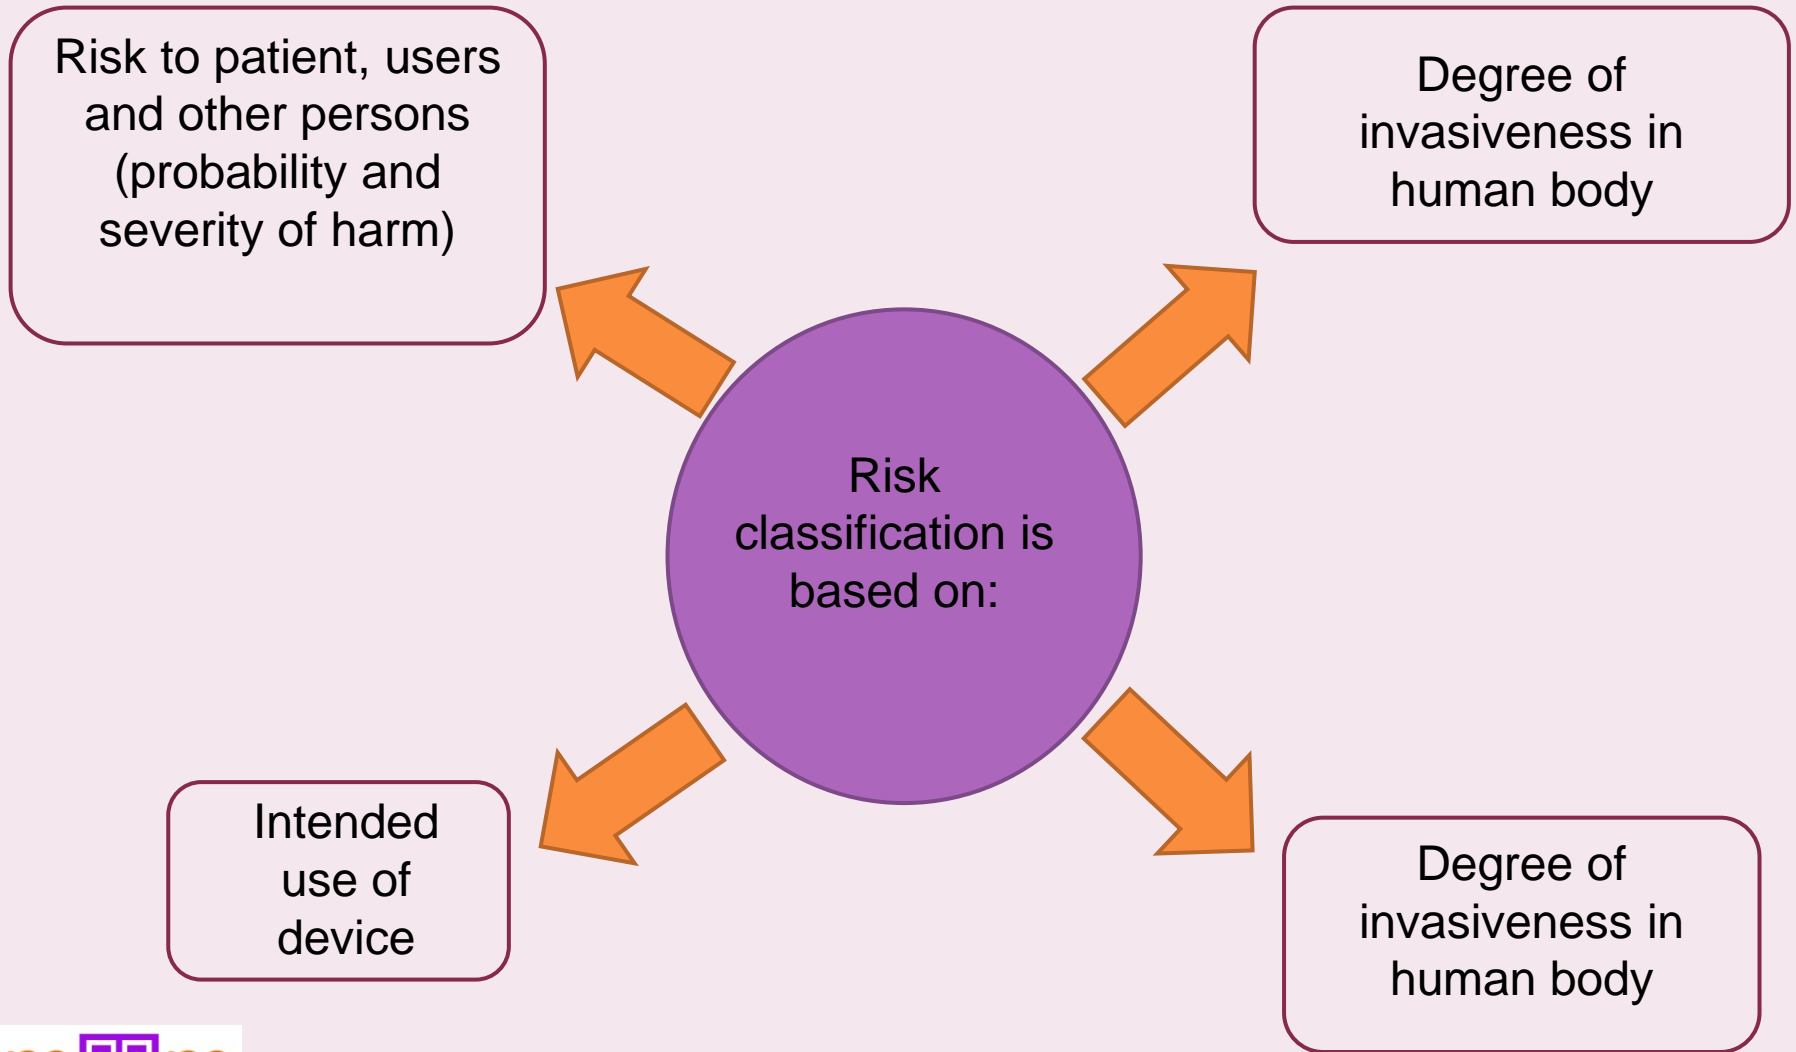 Risk to patient, users
and other persons
(probability and
severity of harm)
Degree of
invasiveness in
human body
Risk
classification is
based on:
Intended
use of
device
Degree of
invasiveness in
human body